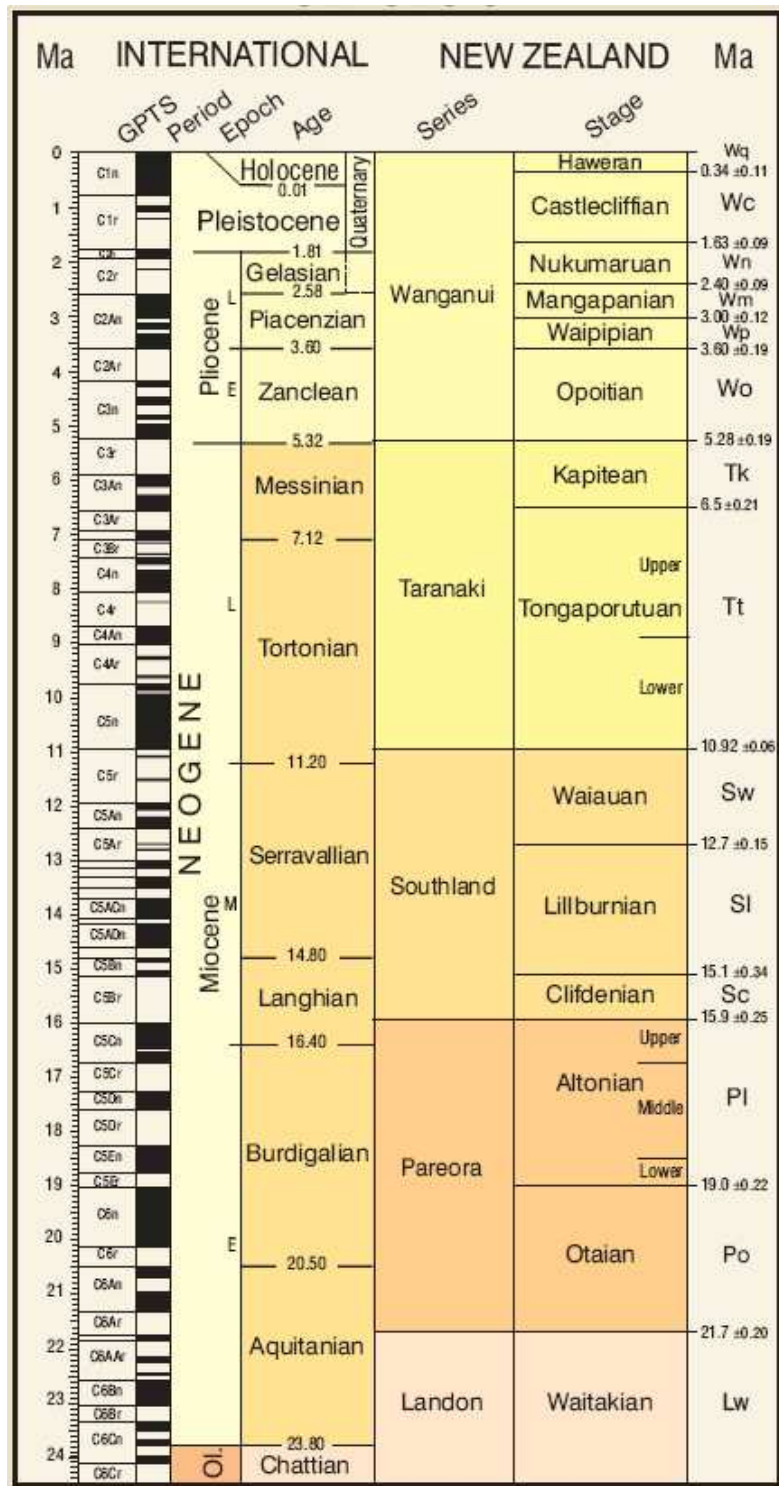 Ma INTERNATIONAL NEW ZEALAND Ma
GPTS Period Epoch Age Series Stage
0
1
2
3
4
5
6
7
8
9
10
11
12
13
14
15
16
17
18
19
20
21
22
23
24
C1n
C1r
C2r
C2An
C2Ar
C3n
C3r
C3An
C3Ar
C3Br
C4n
C4r
C4An
C4Ar
C5n
C5r
C5An
C5Ar
C5ACn
C5ADn
C5Bn
C5Br
C5Cn
C5Cr
C5Dn
C5Dr
C5En
C5Er
C6n
C6r
C6An
C6Ar
C6AAr
C6Bn
C6Br
C6Cn
C6Cr
NEOGENE
Ol.
Pliocene
L
E
Miocene
L
M
E
Holocene
0.01
Pleistocene
Quaternary
1.81
Gelasian
2.58
Piacenzian
3.60
Zanclean
5.32
Messinian
7.12
Tortonian
11.20
Serravallian
14.80
Langhian
16.40
Burdigalian
20.50
Aquitanian
23.80
Chattian
Wanganui
Taranaki
Southland
Pareora
Landon
Haweran
Castlecliffian
Nukumaruan
Mangapanian
Waipipian
Opoitian
Kapitean
Upper
Tongaporutuan
Lower
Waiauan
Lillburnian
Clifdenian
Upper
Altonian
Middle
Lower
Otaian
Waitakian
Wq
0.34 ±0.11
Wc
1.63 ±0.09
Wn
2.40 ±0.09
Wm
3.00 ±0.12
Wp
3.60 ±0.19
Wo
5.28 ±0.19
Tk
6.5 ±0.21
Tt
10.92 ±0.06
Sw
12.7 ±0.15
Sl
15.1 ±0.34
Sc
15.9 ±0.25
Pl
19.0 ±0.22
Po
21.7 ±0.20
Lw